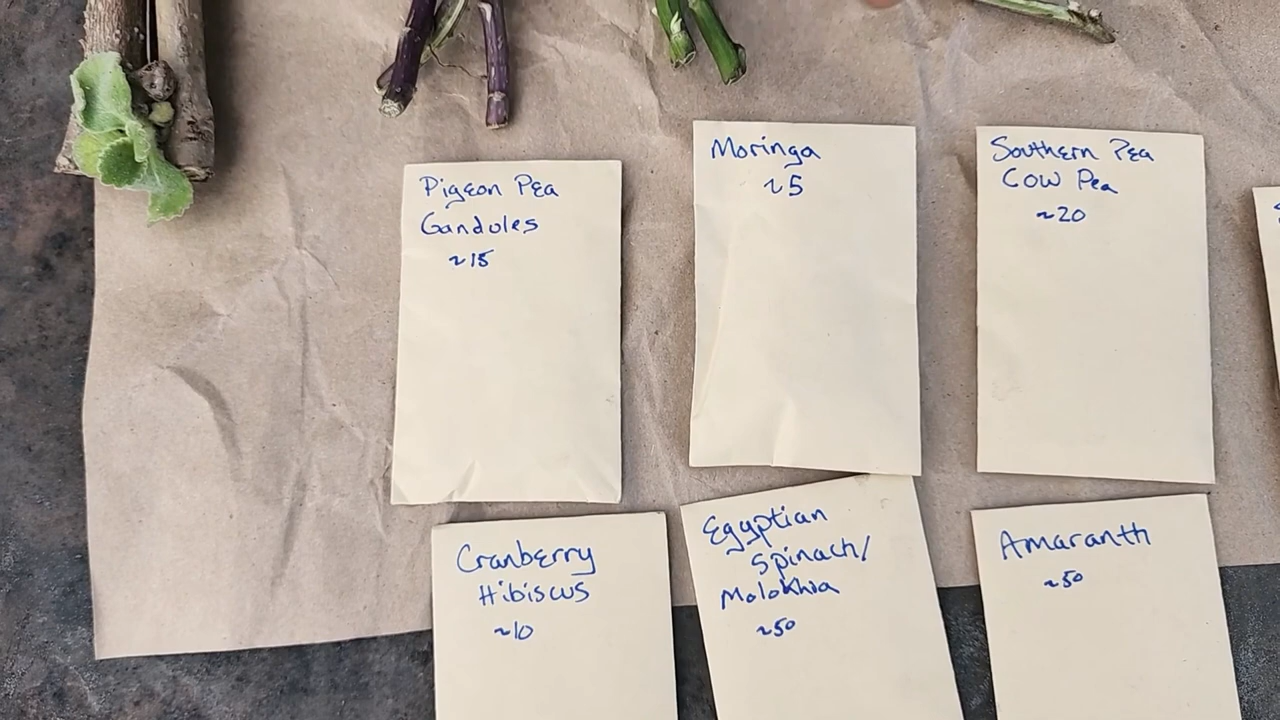 Pigeon Pea
Gandules
~15
Moringa
~5
Southern Pea
Cow Pea
~20
Cranberry
Hibiscus
~10
Egyptian
Spinach/
Molokhia
~50
Amaranth
~50